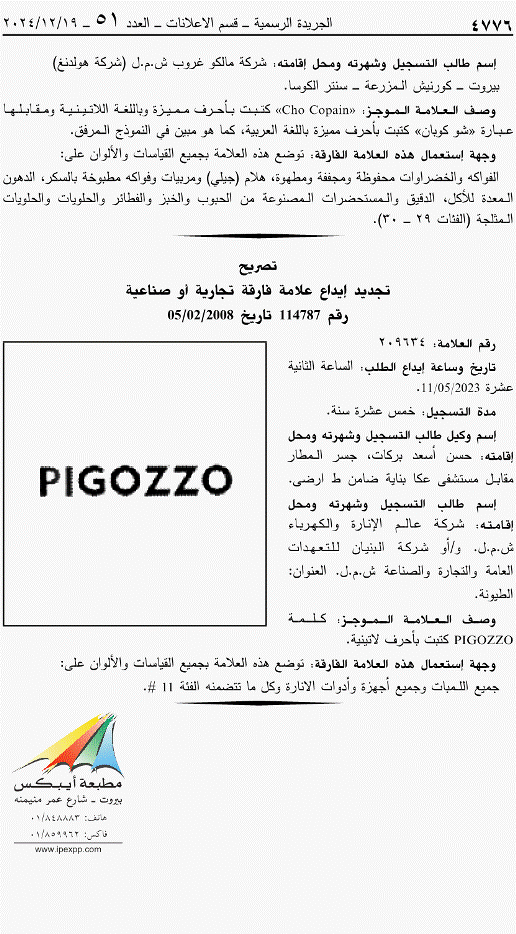 ٤٧٧٦
الجريدة الرسمية ـ قسم الاعلانات ـ العدد ٥١ ـ ٢٠٢٤/١٢/١٩
إسم طالب التسجيل وشهرته ومحل إقامته: شركة مالكو غروب ش.م.ل (شركة هولدنغ)
بيروت ـ كورنيش المزرعة ـ سنتر الكوسا.
وصف العلامة الموجز: «Cho Copain» كتبت بأحرف مميزة وباللغة اللاتينية ومقابلها
عبارة «شو كوبان» كتبت بأحرف مميزة باللغة العربية، كما هو مبين في النموذج المرفق.
وجهة إستعمال هذه العلامة الفارقة: توضع هذه العلامة بجميع القياسات والألوان على:
الفواكه والخضراوات محفوظة ومجففة ومطهوة، هلام (جيلي) ومربيات وفواكه مطبوخة بالسكر، الدهون
المعدة للأكل، الدقيق والمستحضرات المصنوعة من الحبوب والخبز والفطائر والحلويات والحلويات
المثلجة (الفئات ٢٩ ـ ٣٠).
تصريح
تجديد إيداع علامة فارقة تجارية أو صناعية
رقم 114787 تاريخ 05/02/2008
رقم العلامة: ٢٠٩٦٣٤
تاريخ وساعة إيداع الطلب: الساعة الثانية
عشرة 11/05/2023.
مدة التسجيل: خمس عشرة سنة.
إسم وكيل طالب التسجيل وشهرته ومحل
إقامته: حسن أسعد بركات، جسر المطار
مقابل مستشفى عكا بناية ضامن ط ارضي.
إسم طالب التسجيل وشهرته ومحل
إقامته: شركة عالم الإنارة والكهرباء
ش.م.ل. و/أو شركة البنيان للتعهدات
العامة والتجارة والصناعة ش.م.ل. العنوان:
الطيونة.
وصف العلامة الموجز: كلمة
PIGOZZO كتبت بأحرف لاتينية.
PIGOZZO
وجهة إستعمال هذه العلامة الفارقة: توضع هذه العلامة بجميع القياسات والألوان على:
جميع اللمبات وجميع أجهزة وأدوات الانارة وكل ما تتضمنه الفئة 11 #.
مطبعة أيبكس
بيروت ـ شارع عمر منيمنه
هاتف: ٠١/٨٤٨٨٨٣
فاكس: ٠١/٨٥٩٩٦٢
www.ipexpp.com